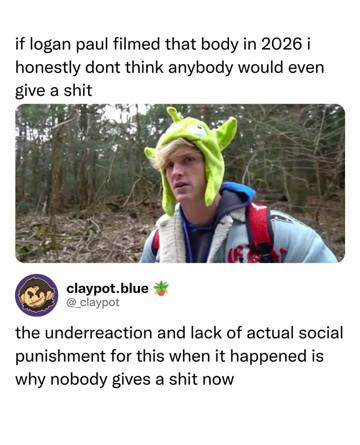 if logan paul filmed that body in 2026 i
honestly dont think anybody would even
give a shit
claypot.blue 🪴
@_claypot
the underreaction and lack of actual social
punishment for this when it happened is
why nobody gives a shit now